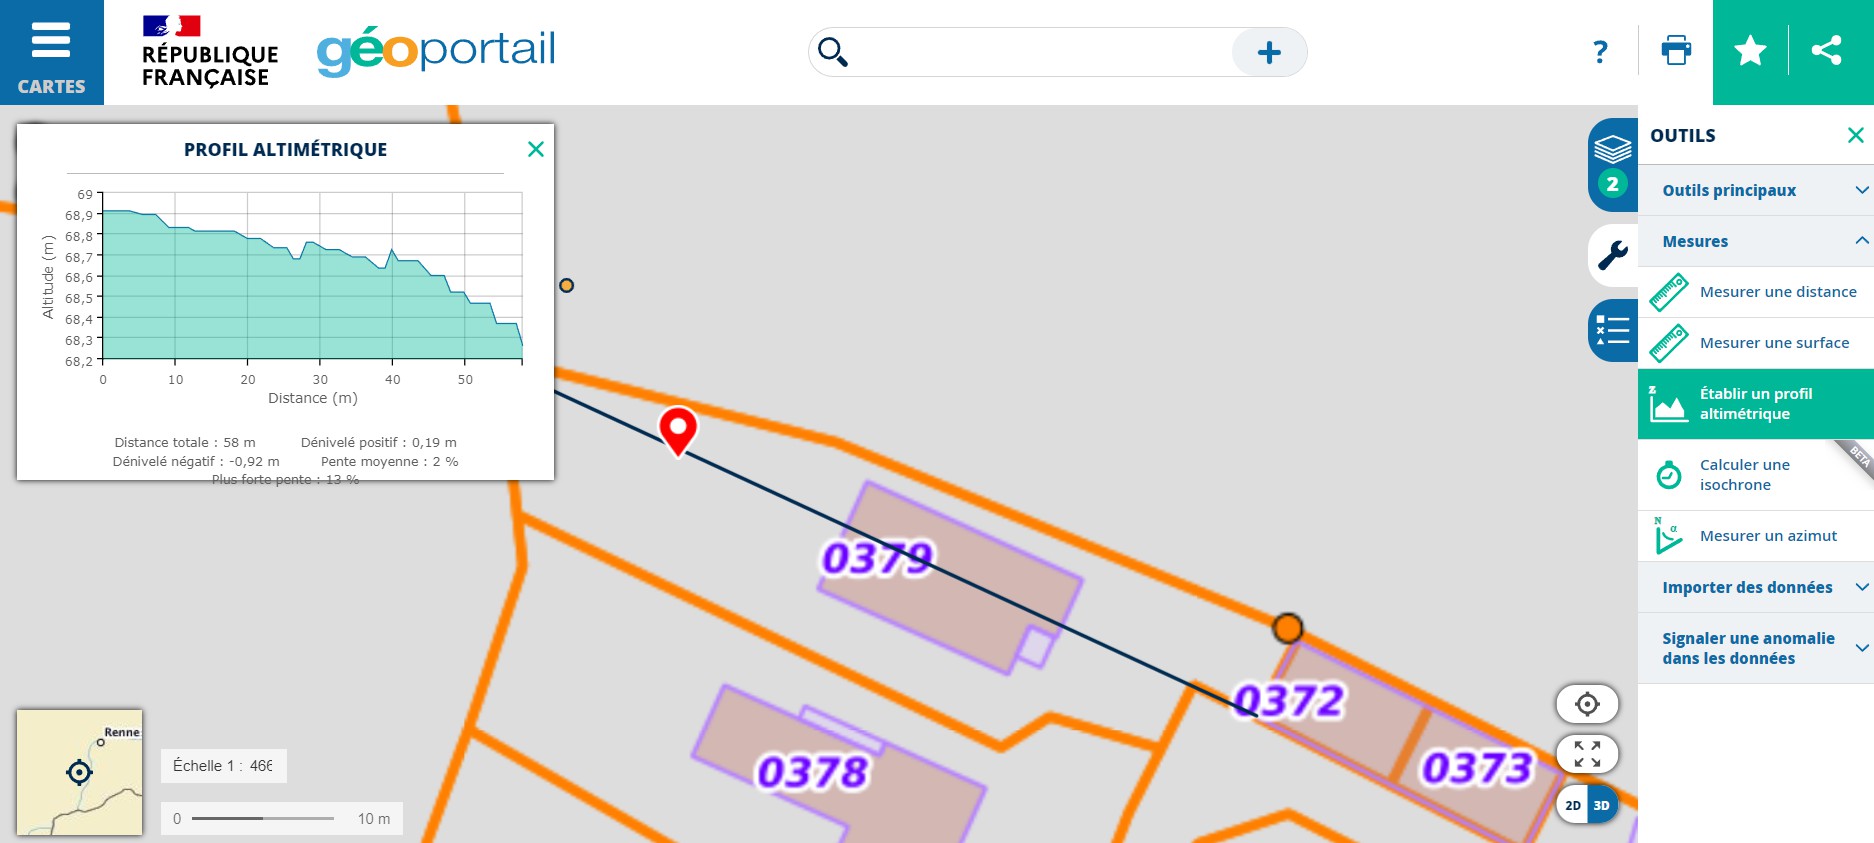 CARTES
RÉPUBLIQUE
FRANÇAISE
géoportail
?
PROFIL ALTIMÉTRIQUE
69
68,9
68,8
68,7
68,6
68,5
68,4
68,3
68,2
Altitude (m)
0 10 20 30 40 50
Distance (m)
Distance totale : 58 m Dénivelé positif : 0,19 m
Dénivelé négatif : -0,92 m Pente moyenne : 2 %
Plus forte pente : 13 %
0379
0372
0378
0373
Renne
Échelle 1 : 466
0 10 m
2
2D 3D
OUTILS
Outils principaux
Mesures
Mesurer une distance
Mesurer une surface
Z
Établir un profil
altimétrique
BETA
Calculer une
isochrone
N
α
Mesurer un azimut
Importer des données
Signaler une anomalie
dans les données